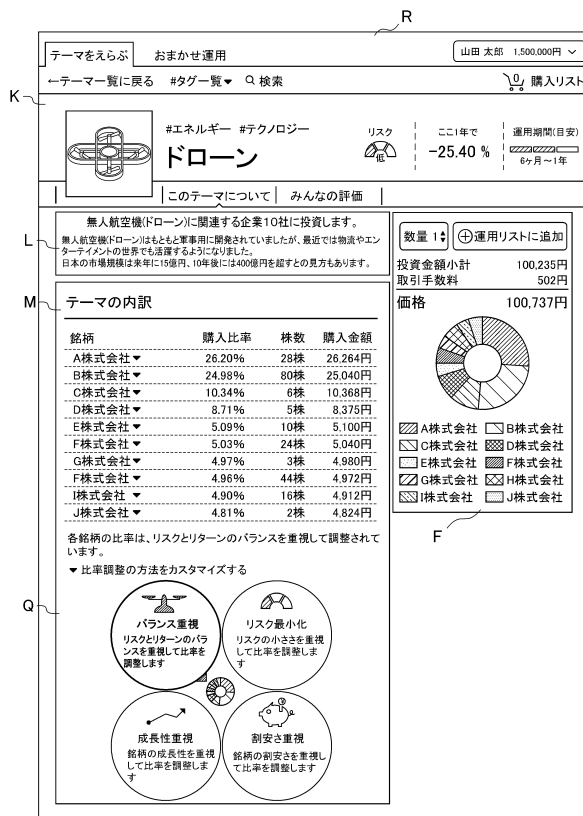 R
テーマをえらぶ おまかせ運用
山田 太郎 1,500,000円
←テーマ一覧に戻る #タグ一覧▼ 検索
0 購入リスト
K
#エネルギー #テクノロジー
ドローン
リスク
低
ここ1年で
-25.40 %
運用期間(目安)
6ヶ月～1年
このテーマについて みんなの評価
L
無人航空機(ドローン)に関連する企業10社に投資します。
無人航空機(ドローン)はもともと軍事用に開発されていましたが、最近では物流やエン
ターテイメントの世界でも活躍するようになりました。
日本の市場規模は来年に15億円、10年後には400億円を超すとの見方もあります。
M
テーマの内訳
銘柄 購入比率 株数 購入金額
A株式会社▼ 26.20% 28株 26,264円
B株式会社▼ 24.98% 80株 25,040円
C株式会社▼ 10.34% 6株 10,368円
D株式会社▼ 8.71% 5株 8,375円
E株式会社▼ 5.09% 10株 5,100円
F株式会社▼ 5.03% 24株 5,040円
G株式会社▼ 4.97% 3株 4,980円
F株式会社▼ 4.96% 44株 4,972円
I株式会社▼ 4.90% 16株 4,912円
J株式会社▼ 4.81% 2株 4,824円
各銘柄の比率は、リスクとリターンのバランスを重視して調整されて
います。
▼比率調整の方法をカスタマイズする
Q
バランス重視
リスクとリターンのバラ
ンスを重視して比率を
調整します
リスク最小化
リスクの小ささを重視
して比率を調整しま
す
成長性重視
銘柄の成長性を重視
して比率を調整しま
す
割安さ重視
銘柄の割安さを重視し
て比率を調整します
数量 1 運用リストに追加
投資金額小計 100,235円
取引手数料 502円
価格 100,737円
A株式会社 B株式会社
C株式会社 D株式会社
E株式会社 F株式会社
G株式会社 H株式会社
I株式会社 J株式会社
F